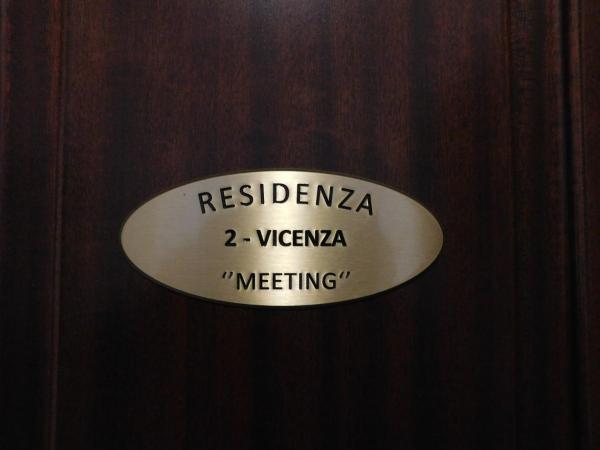 RESIDENZA
2 - VICENZA
‘’MEETING‘’